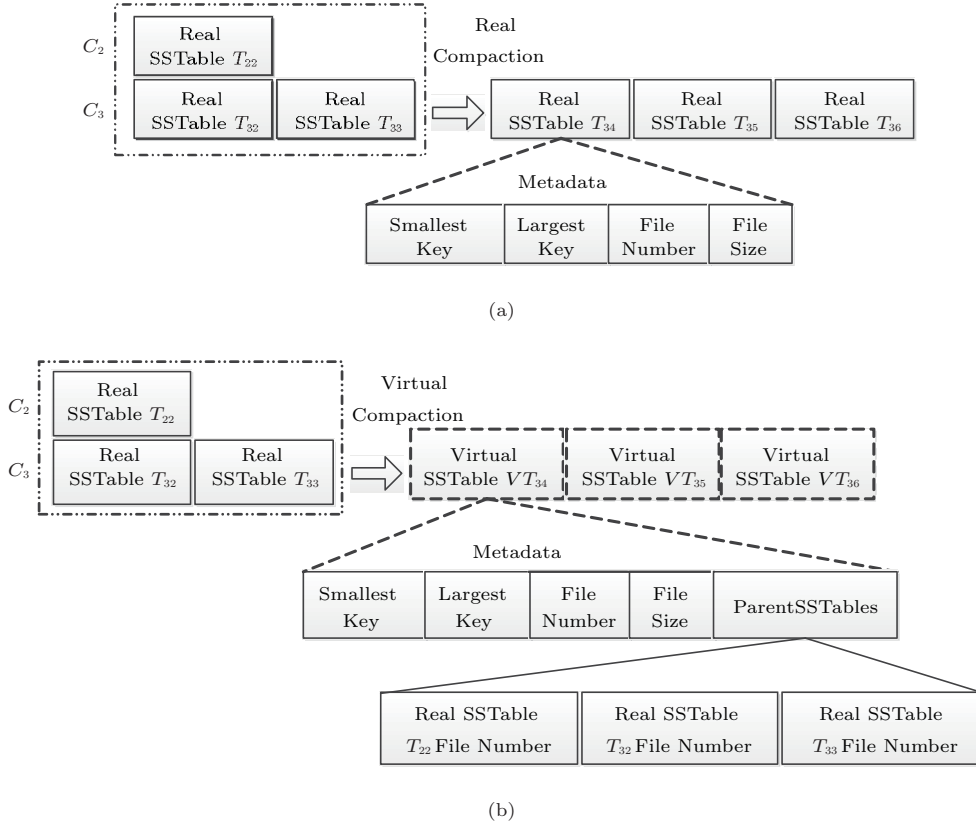 Real
SSTable T22
C2
Real
Compaction
C3
Real
SSTable T32
Real
SSTable T33
Real
SSTable T34
Real
SSTable T35
Real
SSTable T36
Metadada
Smallest
Key
Largest
Key
File
Number
File
Size
(a)
C2
Real
SSTable T22
Virtual
Compaction
C3
Real
SSTable T32
Real
SSTable T33
Virtual
SSTable VT34
Virtual
SSTable VT35
Virtual
SSTable VT36
Metadada
Smallest
Key
Largest
Key
File
Number
File
Size
ParentSSTables
Real SSTable
T22 File Number
Real SSTable
T32 File Number
Real SSTable
T33 File Number
(b)